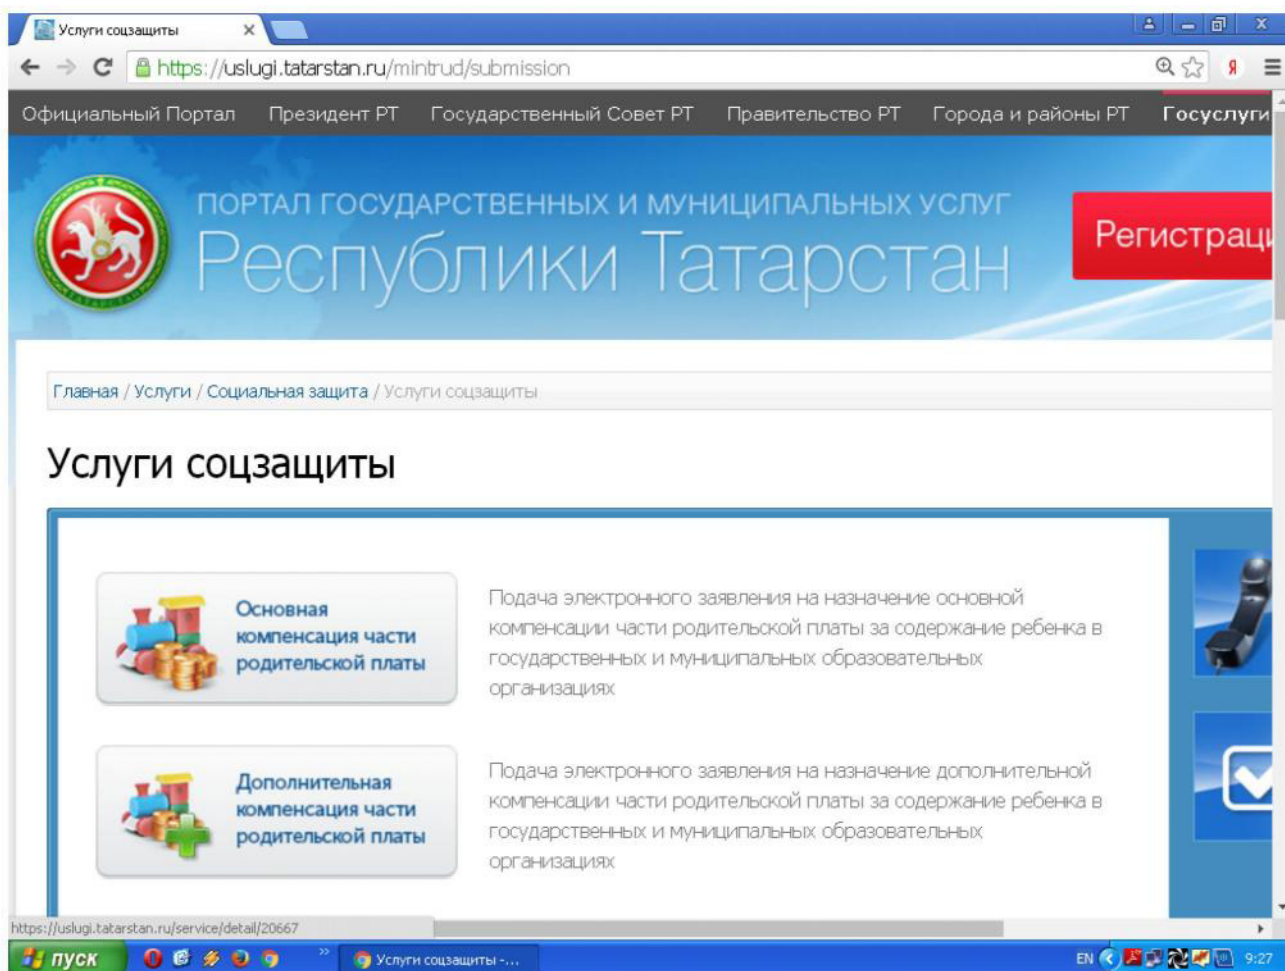 Услуги соцзащиты
https://uslugi.tatarstan.ru/mintrud/submission
Официальный Портал Президент РТ Государственный Совет РТ Правительство РТ Города и районы РТ Госуслуги
ПОРТАЛ ГОСУДАРСТВЕННЫХ И МУНИЦИПАЛЬНЫХ УСЛУГ
Республики Татарстан
Регистраци
ТАТАРСТАН
Главная / Услуги / Социальная защита / Услуги соцзащиты
Услуги соцзащиты
Основная
компенсация части
родительской платы
Подача электронного заявления на назначение основной
компенсации части родительской платы за содержание ребенка в
государственных и муниципальных образовательных
организациях
Дополнительная
компенсация части
родительской платы
Подача электронного заявления на назначение дополнительной
компенсации части родительской платы за содержание ребенка в
государственных и муниципальных образовательных
организациях
https://uslugi.tatarstan.ru/service/detail/20667
пуск
Услуги соцзащиты -...
EN
9:27